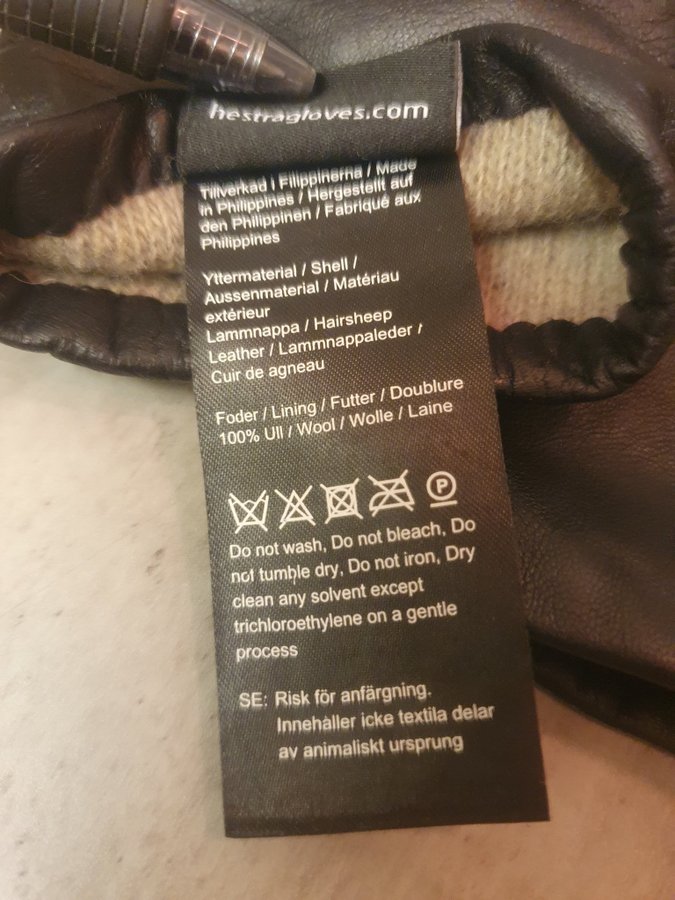 hestragloves.com
Tillverkad i Filippinerna / Made
in Philippines / Hergestellt auf
den Philippinen / Fabriqué aux
Philippines
Yttermaterial / Shell /
Aussenmaterial / Matériau
extérieur
Lammnappa / Hairsheep
Leather / Lammnappaleder /
Cuir de agneau
Foder / Lining / Futter / Doublure
100% Ull / Wool / Wolle / Laine
P
Do not wash, Do not bleach, Do
not tumble dry, Do not iron, Dry
clean any solvent except
trichloroethylene on a gentle
process
SE: Risk för anfärgning.
Innehåller icke textila delar
av animaliskt ursprung